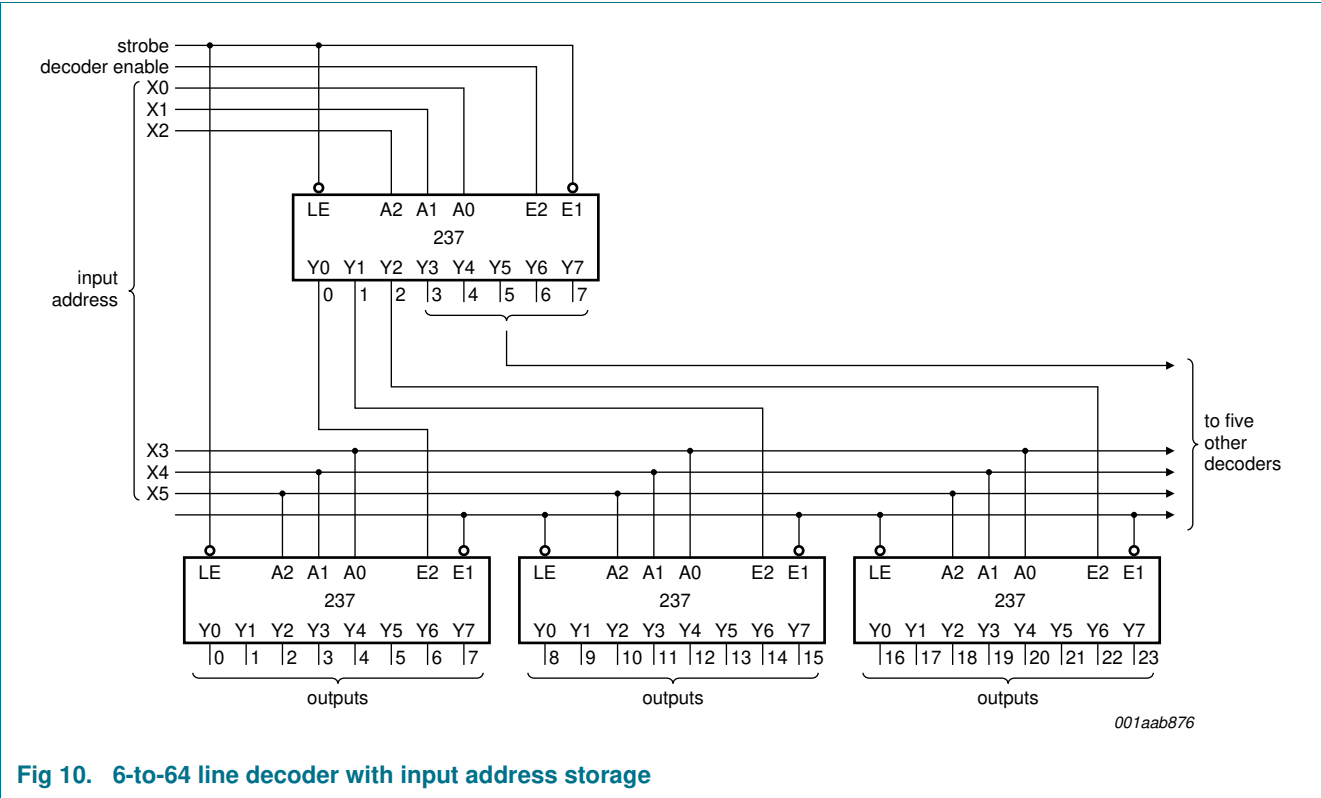 strobe
decoder enable
X0
X1
X2
LE A2 A1 A0 E2 E1
237
Y0 Y1 Y2 Y3 Y4 Y5 Y6 Y7
0 1 2 3 4 5 6 7
input
address
to five
other
decoders
X3
X4
X5
LE A2 A1 A0 E2 E1
237
Y0 Y1 Y2 Y3 Y4 Y5 Y6 Y7
0 1 2 3 4 5 6 7
outputs
LE A2 A1 A0 E2 E1
237
Y0 Y1 Y2 Y3 Y4 Y5 Y6 Y7
8 9 10 11 12 13 14 15
outputs
LE A2 A1 A0 E2 E1
237
Y0 Y1 Y2 Y3 Y4 Y5 Y6 Y7
16 17 18 19 20 21 22 23
outputs
001aab876
Fig 10. 6-to-64 line decoder with input address storage